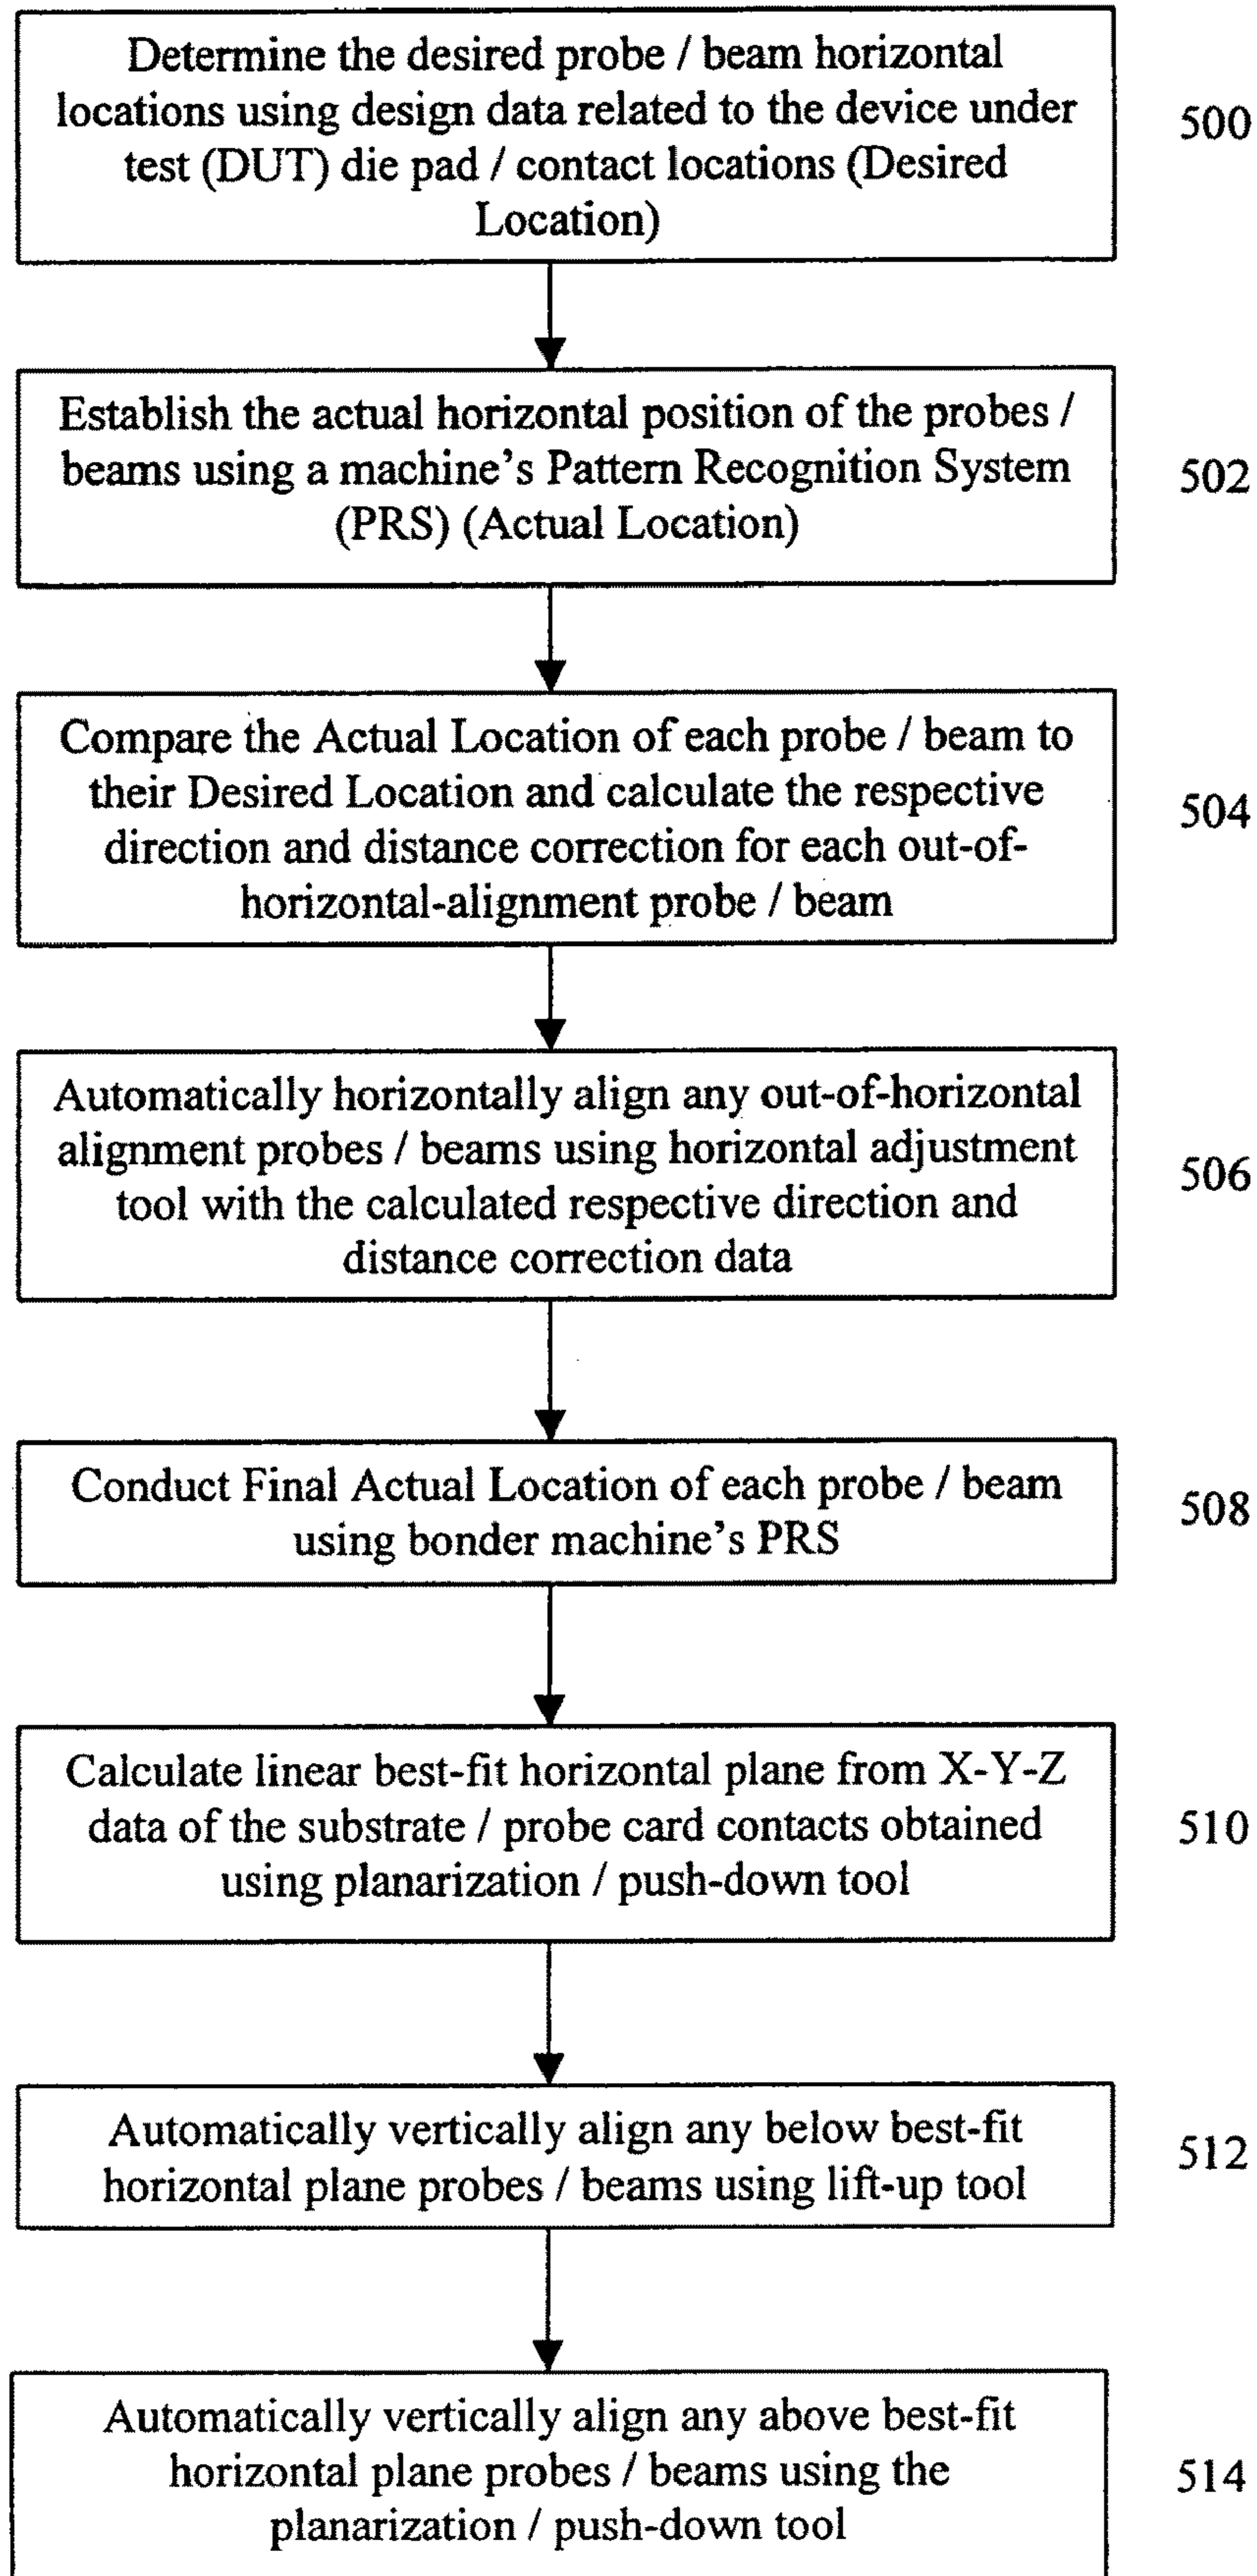 Determine the desired probe / beam horizontal
locations using design data related to the device under
test (DUT) die pad / contact locations (Desired
Location)
500
Establish the actual horizontal position of the probes /
beams using a machine's Pattern Recognition System
(PRS) (Actual Location)
502
Compare the Actual Location of each probe / beam to
their Desired Location and calculate the respective
direction and distance correction for each out-of-
horizontal-alignment probe / beam
504
Automatically horizontally align any out-of-horizontal
alignment probes / beams using horizontal adjustment
tool with the calculated respective direction and
distance correction data
506
Conduct Final Actual Location of each probe / beam
using bonder machine's PRS
508
Calculate linear best-fit horizontal plane from X-Y-Z
data of the substrate / probe card contacts obtained
using planarization / push-down tool
510
Automatically vertically align any below best-fit
horizontal plane probes / beams using lift-up tool
512
Automatically vertically align any above best-fit
horizontal plane probes / beams using the
planarization / push-down tool
514